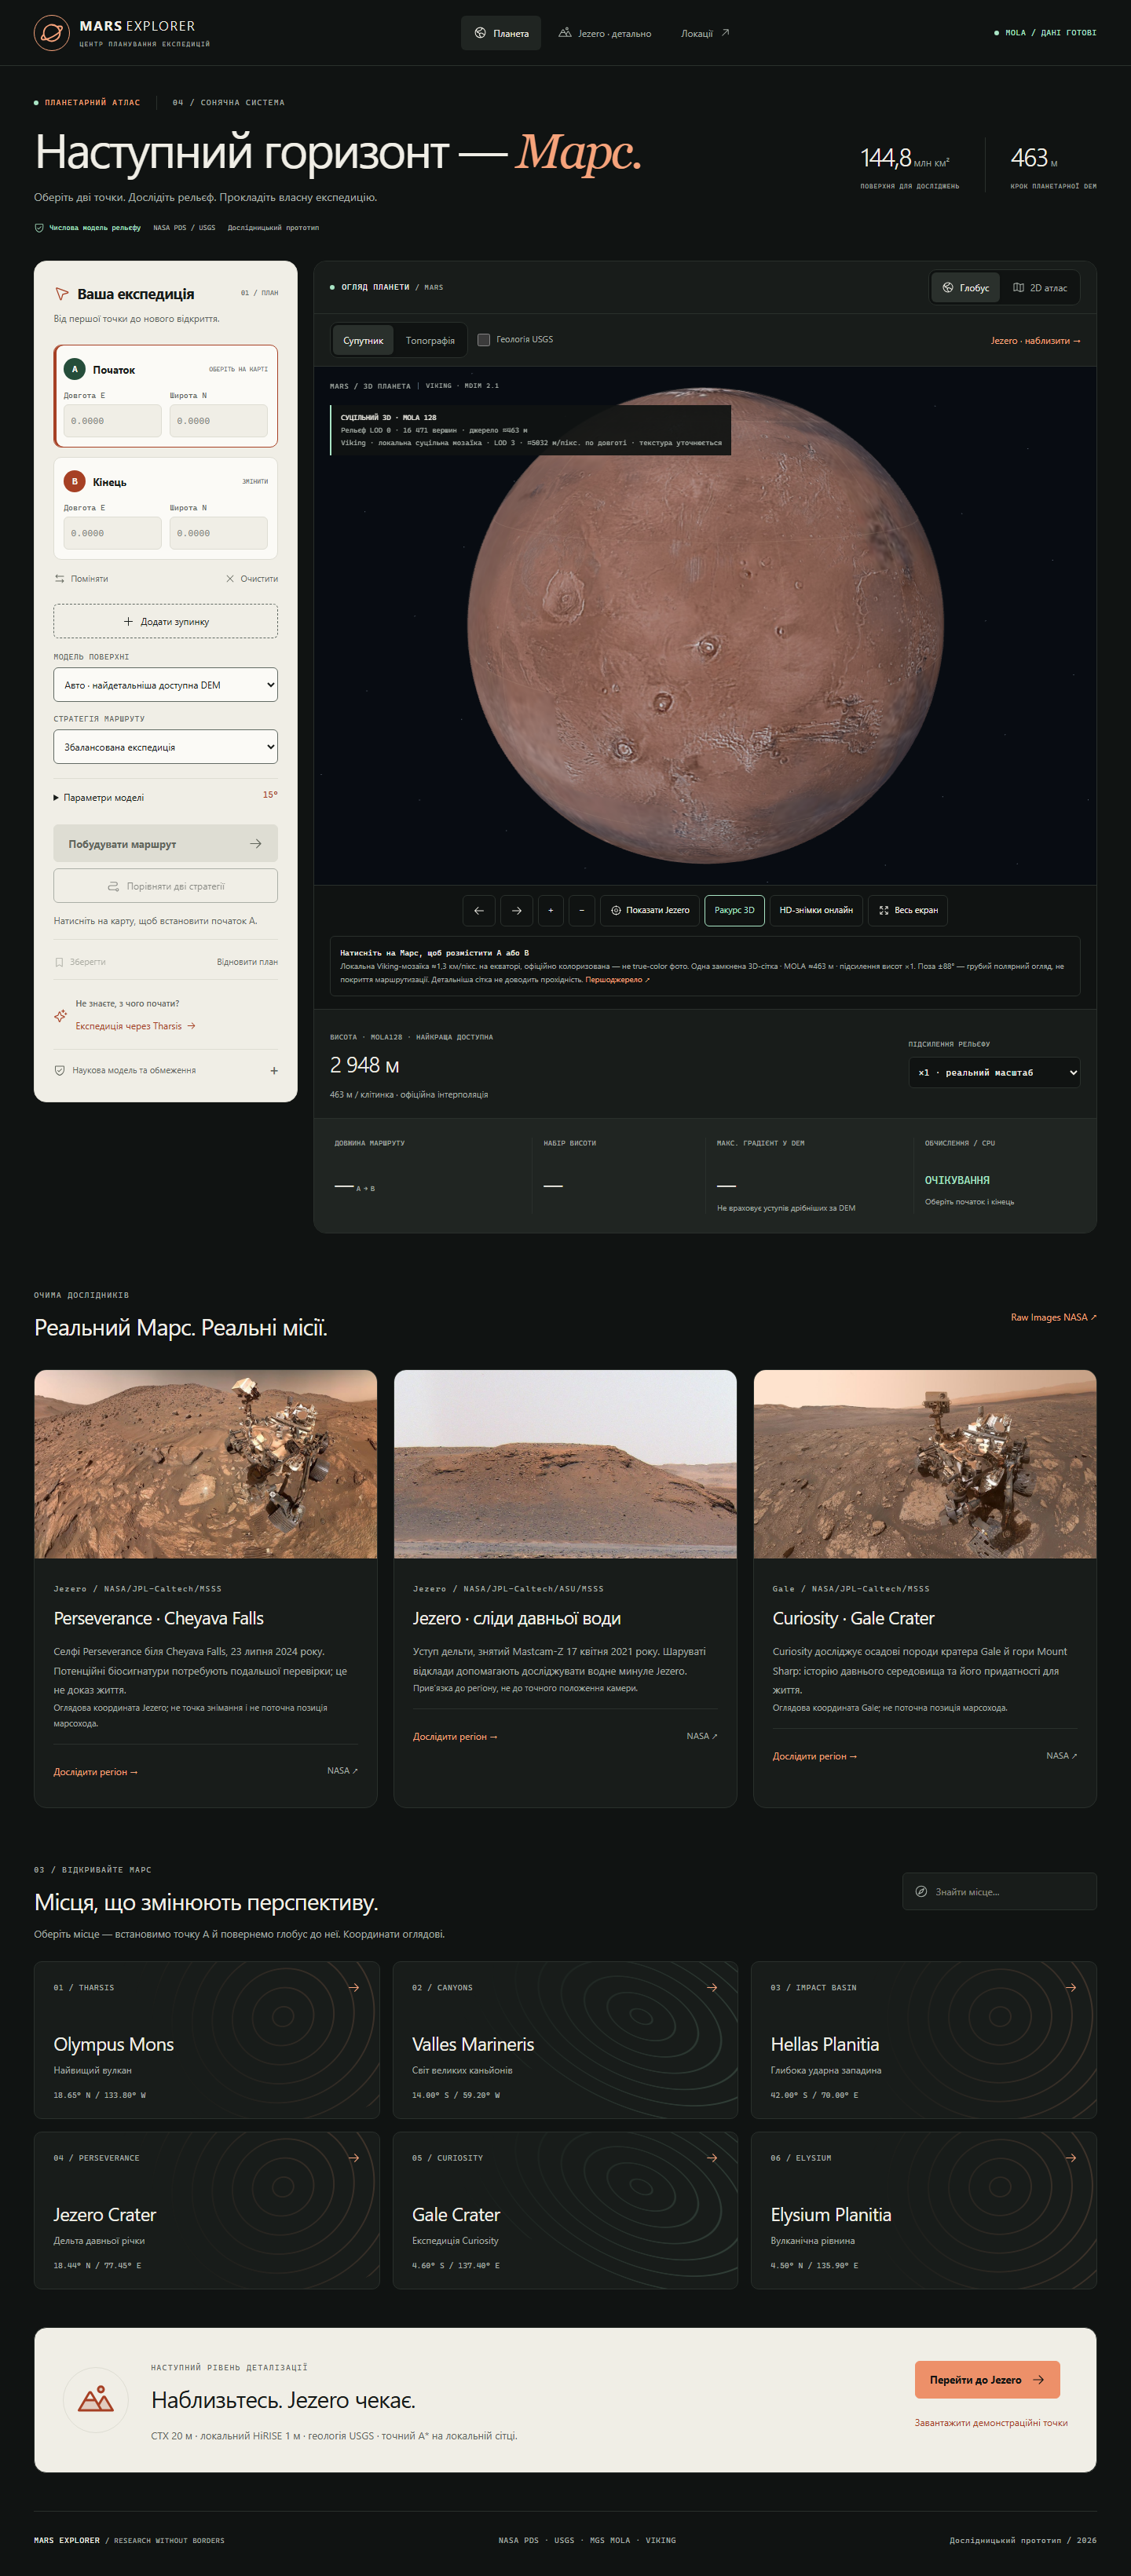 MARS EXPLORER
ЦЕНТР ПЛАНУВАННЯ ЕКСПЕДИЦІЙ
Планета
Jezero · детально
Локації ↗
MOLA / ДАНІ ГОТОВІ
ПЛАНЕТАРНИЙ АТЛАС
04 / СОНЯЧНА СИСТЕМА
Наступний горизонт — Марс.
Оберіть дві точки. Дослідіть рельєф. Прокладіть власну експедицію.
144,8 млн км²
ПОВЕРХНЯ ДЛЯ ДОСЛІДЖЕНЬ
463 м
КРОК ПЛАНЕТАРНОЇ DEM
Числова модель рельєфу
NASA PDS / USGS
Дослідницький прототип
Ваша експедиція
01 / ПЛАН
Від першої точки до нового відкриття.
A Початок
ОБЕРІТЬ НА КАРТІ
Довгота E
Широта N
0.0000
0.0000
B Кінець
ЗМІНИТИ
Довгота E
Широта N
0.0000
0.0000
Поміняти
Очистити
Додати зупинку
МОДЕЛЬ ПОВЕРХНІ
Авто · найдетальніша доступна DEM
СТРАТЕГІЯ МАРШРУТУ
Збалансована експедиція
Параметри моделі
15°
Побудувати маршрут
Порівняти дві стратегії
Натисніть на карту, щоб встановити початок A.
Зберегти
Відновити план
Не знаєте, з чого почати?
Експедиція через Tharsis →
Наукова модель та обмеження +
ОГЛЯД ПЛАНЕТИ / MARS
Глобус
2D атлас
Супутник
Топографія
Геологія USGS
Jezero · наблизити →
MARS / 3D ПЛАНЕТА
VIKING · MDIM 2.1
СУЦІЛЬНИЙ 3D · MOLA 128
Рельєф LOD 0 · 16 471 вершин · джерело ≈463 м
Viking · локальна суцільна мозаїка · LOD 3 · ≈5032 м/пікс. по довготі · текстура уточнюється
← → + −
Показати Jezero
Ракурс 3D
HD-знімки онлайн
Весь екран
Натисніть на Марс, щоб розмістити A або B
Локальна Viking-мозаїка ≈1,3 км/пікс. на екваторі, офіційно колоризована — не true-color фото. Одна замкнена 3D-сітка · MOLA ≈463 м · підсилення висот ×1. Поза ±88° — грубий полярний огляд, не
покриття маршрутизації. Детальніша сітка не доводить прохідність. Першоджерело ↗
ВИСОТА · MOLA128 · НАЙКРАЩА ДОСТУПНА
2 948 м
463 м / клітинка · офіційна інтерполяція
ПІДСИЛЕННЯ РЕЛЬЄФУ
×1 · реальний масштаб
ДОВЖИНА МАРШРУТУ
— A → B
НАБІР ВИСОТИ
—
МАКС. ГРАДІЄНТ У DEM
—
Не враховує уступів дрібніших за DEM
ОБЧИСЛЕННЯ / CPU
ОЧІКУВАННЯ
Оберіть початок і кінець
ОЧИМА ДОСЛІДНИКІВ
Реальний Марс. Реальні місії.
Raw Images NASA ↗
Jezero / NASA/JPL-Caltech/MSSS
Perseverance · Cheyava Falls
Селфі Perseverance біля Cheyava Falls, 23 липня 2024 року.
Потенційні біосигнатури потребують подальшої перевірки; це
не доказ життя.
Оглядова координата Jezero; не точка знімання і не поточна позиція
марсохода.
Дослідити регіон →
NASA ↗
Jezero / NASA/JPL-Caltech/ASU/MSSS
Jezero · сліди давньої води
Уступ дельти, знятий Mastcam-Z 17 квітня 2021 року. Шаруваті
відклади допомагають досліджувати водне минуле Jezero.
Прив’язка до регіону, не до точного положення камери.
Дослідити регіон →
NASA ↗
Gale / NASA/JPL-Caltech/MSSS
Curiosity · Gale Crater
Curiosity досліджує осадові породи кратера Gale й гори Mount
Sharp: історію давнього середовища та його придатності для
життя.
Оглядова координата Gale; не поточна позиція марсохода.
Дослідити регіон →
NASA ↗
03 / ВІДКРИВАЙТЕ МАРС
Місця, що змінюють перспективу.
Оберіть місце — встановимо точку A й повернемо глобус до неї. Координати оглядові.
Знайти місце...
01 / THARSIS
Olympus Mons
Найвищий вулкан
18.65° N / 133.80° W
02 / CANYONS
Valles Marineris
Світ великих каньйонів
14.00° S / 59.20° W
03 / IMPACT BASIN
Hellas Planitia
Глибока ударна западина
42.00° S / 70.00° E
04 / PERSEVERANCE
Jezero Crater
Дельта давньої річки
18.44° N / 77.45° E
05 / CURIOSITY
Gale Crater
Експедиція Curiosity
4.60° S / 137.40° E
06 / ELYSIUM
Elysium Planitia
Вулканічна рівнина
4.50° N / 135.90° E
НАСТУПНИЙ РІВЕНЬ ДЕТАЛІЗАЦІЇ
Наблизьтесь. Jezero чекає.
CTX 20 м · локальний HiRISE 1 м · геологія USGS · точний A* на локальній сітці.
Перейти до Jezero →
Завантажити демонстраційні точки
MARS EXPLORER / RESEARCH WITHOUT BORDERS
NASA PDS · USGS · MGS MOLA · VIKING
Дослідницький прототип / 2026